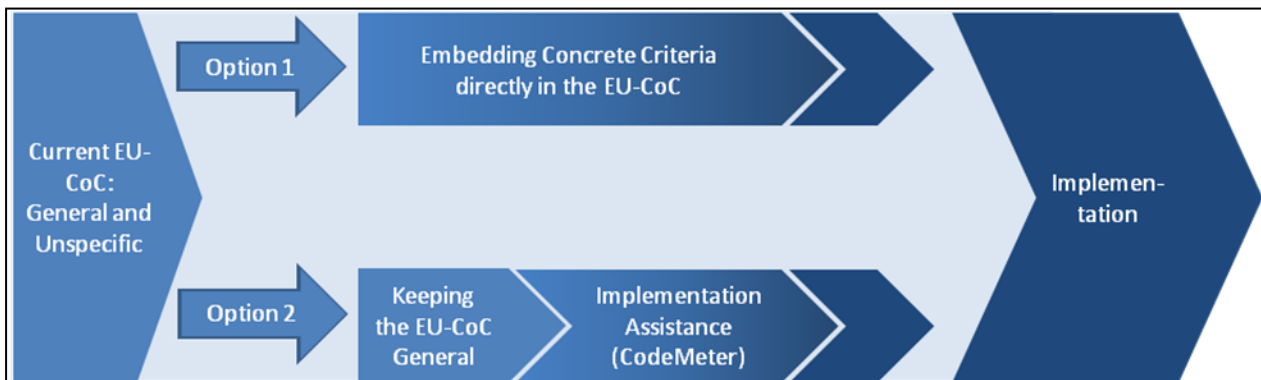 Current EU-
CoC:
General and
Unspecific
Option 1
Embedding Concrete Criteria
directly in the EU-CoC
Option 2
Keeping
the EU-CoC
General
Implementation
Assistance
(CodeMeter)
Implemen-
tation